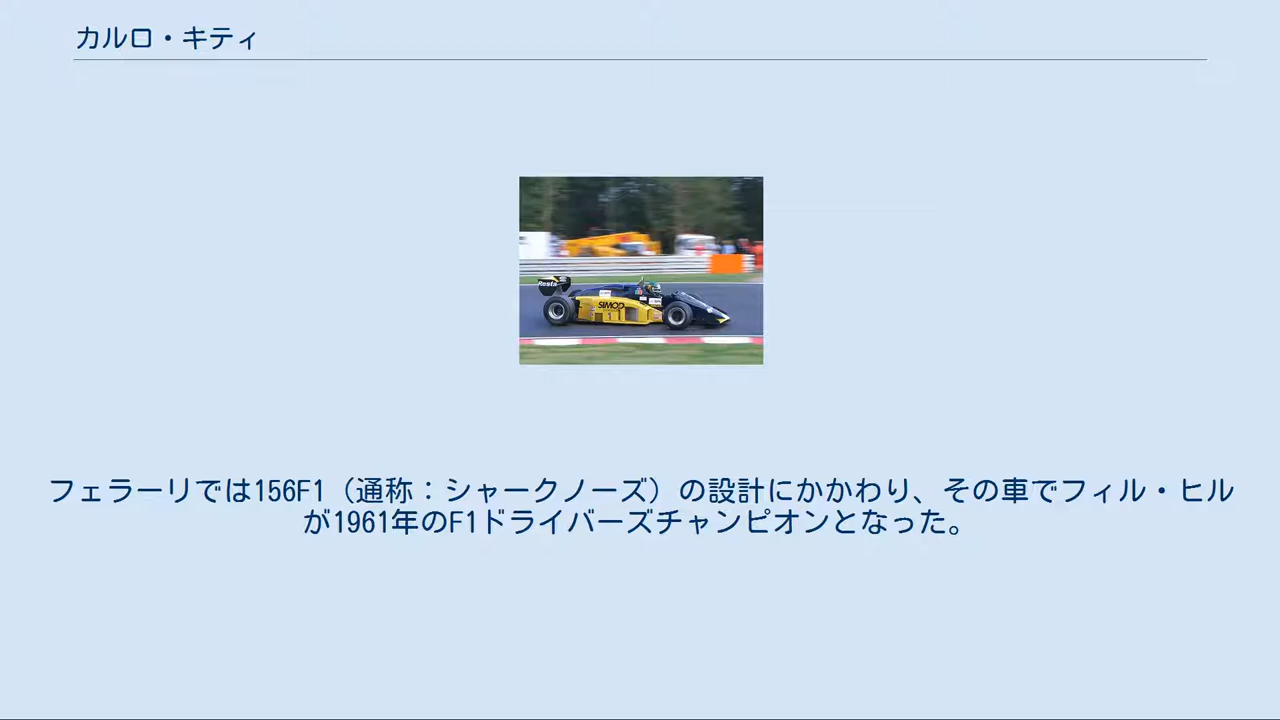 カルロ・キティ
Resta
SIMOD
フェラーリでは156F1（通称：シャークノーズ）の設計にかかわり、その車でフィル・ヒル
が1961年のF1ドライバーズチャンピオンとなった。